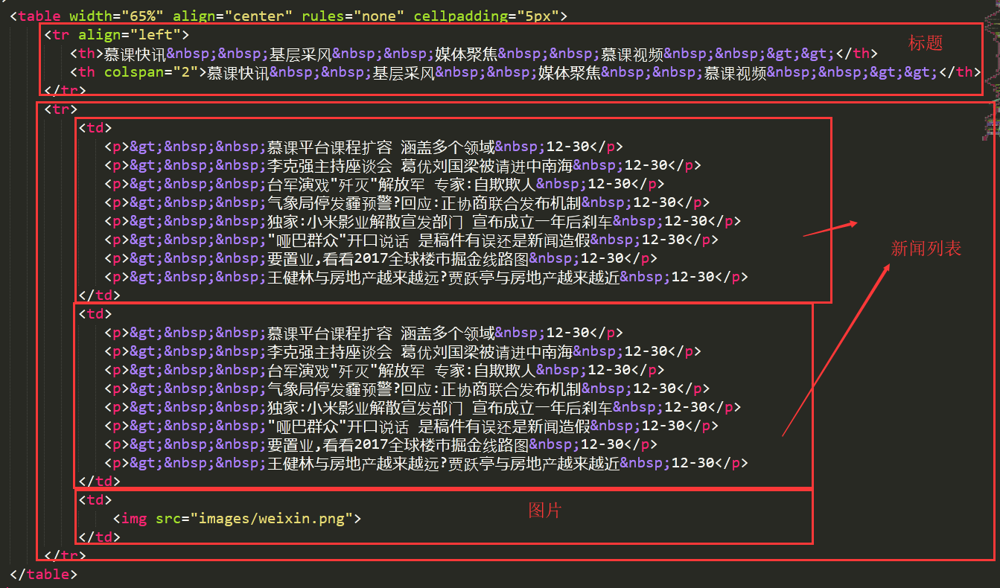 <table width="65%" align="center" rules="none" cellpadding="5px">
<tr align="left">
<th>慕课快讯&nbsp;&nbsp;基层采风&nbsp;&nbsp;媒体聚焦&nbsp;&nbsp;慕课视频&nbsp;&nbsp;&gt;&gt;</th>
标题
<th colspan="2">慕课快讯&nbsp;&nbsp;基层采风&nbsp;&nbsp;媒体聚焦&nbsp;&nbsp;慕课视频&nbsp;&nbsp;&gt;&gt;</th>
</tr>
<tr>
<td>
<p>&gt;&nbsp;&nbsp;慕课平台课程扩容 涵盖多个领域&nbsp;12-30</p>
<p>&gt;&nbsp;&nbsp;李克强主持座谈会 葛优刘国梁被请进中南海&nbsp;12-30</p>
<p>&gt;&nbsp;&nbsp;台军演戏"歼灭"解放军 专家:自欺欺人&nbsp;12-30</p>
<p>&gt;&nbsp;&nbsp;气象局停发霾预警?回应:正协商联合发布机制&nbsp;12-30</p>
<p>&gt;&nbsp;&nbsp;独家:小米影业解散宣发部门 宣布成立一年后刹车&nbsp;12-30</p>
<p>&gt;&nbsp;&nbsp;"哑巴群众"开口说话 是稿件有误还是新闻造假&nbsp;12-30</p>
新闻列表
<p>&gt;&nbsp;&nbsp;要置业,看看2017全球楼市掘金线路图&nbsp;12-30</p>
<p>&gt;&nbsp;&nbsp;王健林与房地产越来越远?贾跃亭与房地产越来越近&nbsp;12-30</p>
</td>
<td>
<p>&gt;&nbsp;&nbsp;慕课平台课程扩容 涵盖多个领域&nbsp;12-30</p>
<p>&gt;&nbsp;&nbsp;李克强主持座谈会 葛优刘国梁被请进中南海&nbsp;12-30</p>
<p>&gt;&nbsp;&nbsp;台军演戏"歼灭"解放军 专家:自欺欺人&nbsp;12-30</p>
<p>&gt;&nbsp;&nbsp;气象局停发霾预警?回应:正协商联合发布机制&nbsp;12-30</p>
<p>&gt;&nbsp;&nbsp;独家:小米影业解散宣发部门 宣布成立一年后刹车&nbsp;12-30</p>
<p>&gt;&nbsp;&nbsp;"哑巴群众"开口说话 是稿件有误还是新闻造假&nbsp;12-30</p>
<p>&gt;&nbsp;&nbsp;要置业,看看2017全球楼市掘金线路图&nbsp;12-30</p>
<p>&gt;&nbsp;&nbsp;王健林与房地产越来越远?贾跃亭与房地产越来越近&nbsp;12-30</p>
</td>
<td>
图片
<img src="images/weixin.png">
</td>
</tr>
</table>